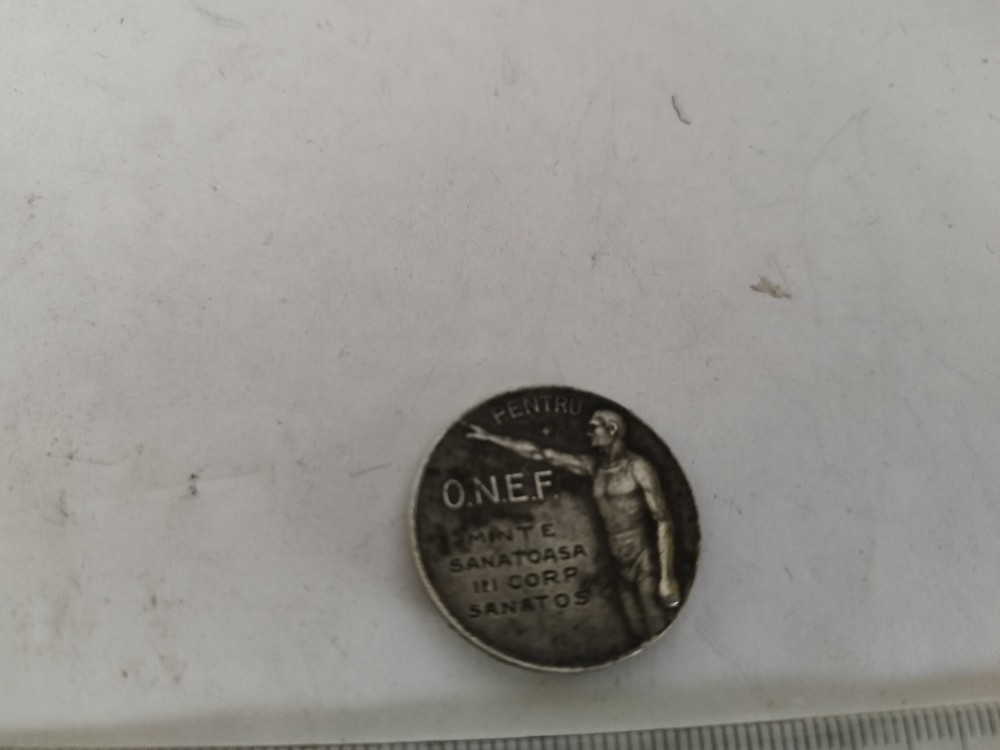 PENTRU
O.N.E.F.
MINTE
SANATOASA
IN CORP
SANATOS